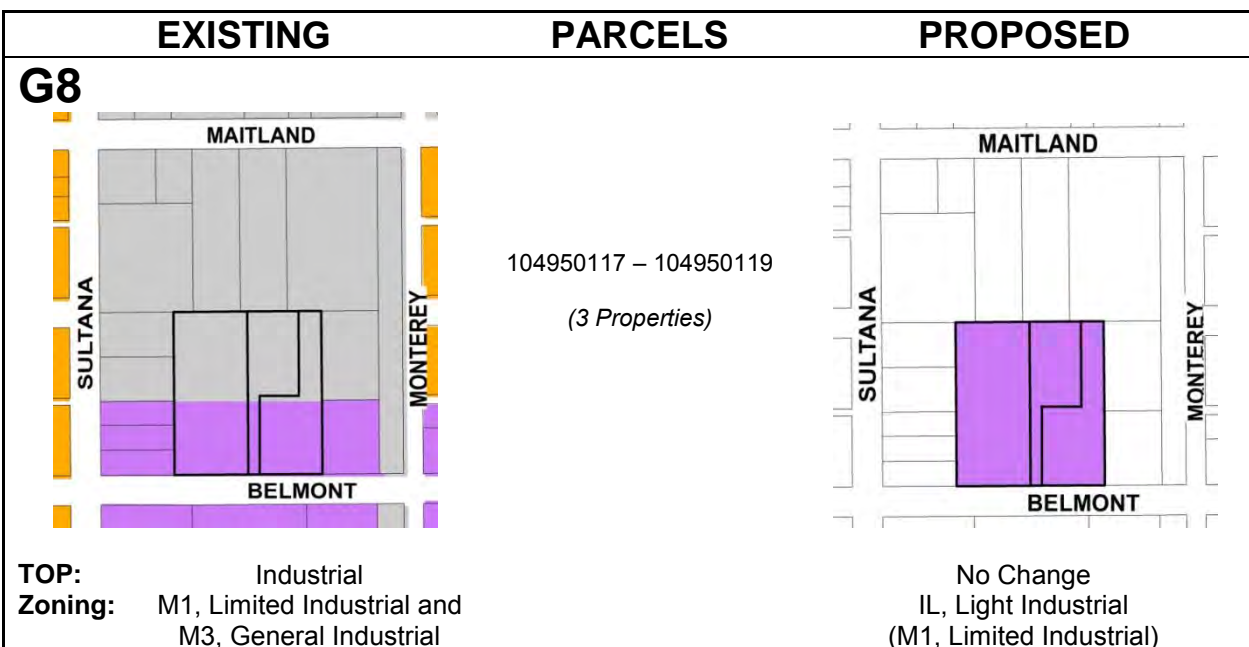 EXISTING PARCELS PROPOSED
G8
MAITLAND
SULTANA
MONTEREY
BELMONT
104950117 – 104950119
(3 Properties)
MAITLAND
SULTANA
MONTEREY
BELMONT
TOP: Industrial No Change
Zoning: M1, Limited Industrial and IL, Light Industrial
M3, General Industrial (M1, Limited Industrial)